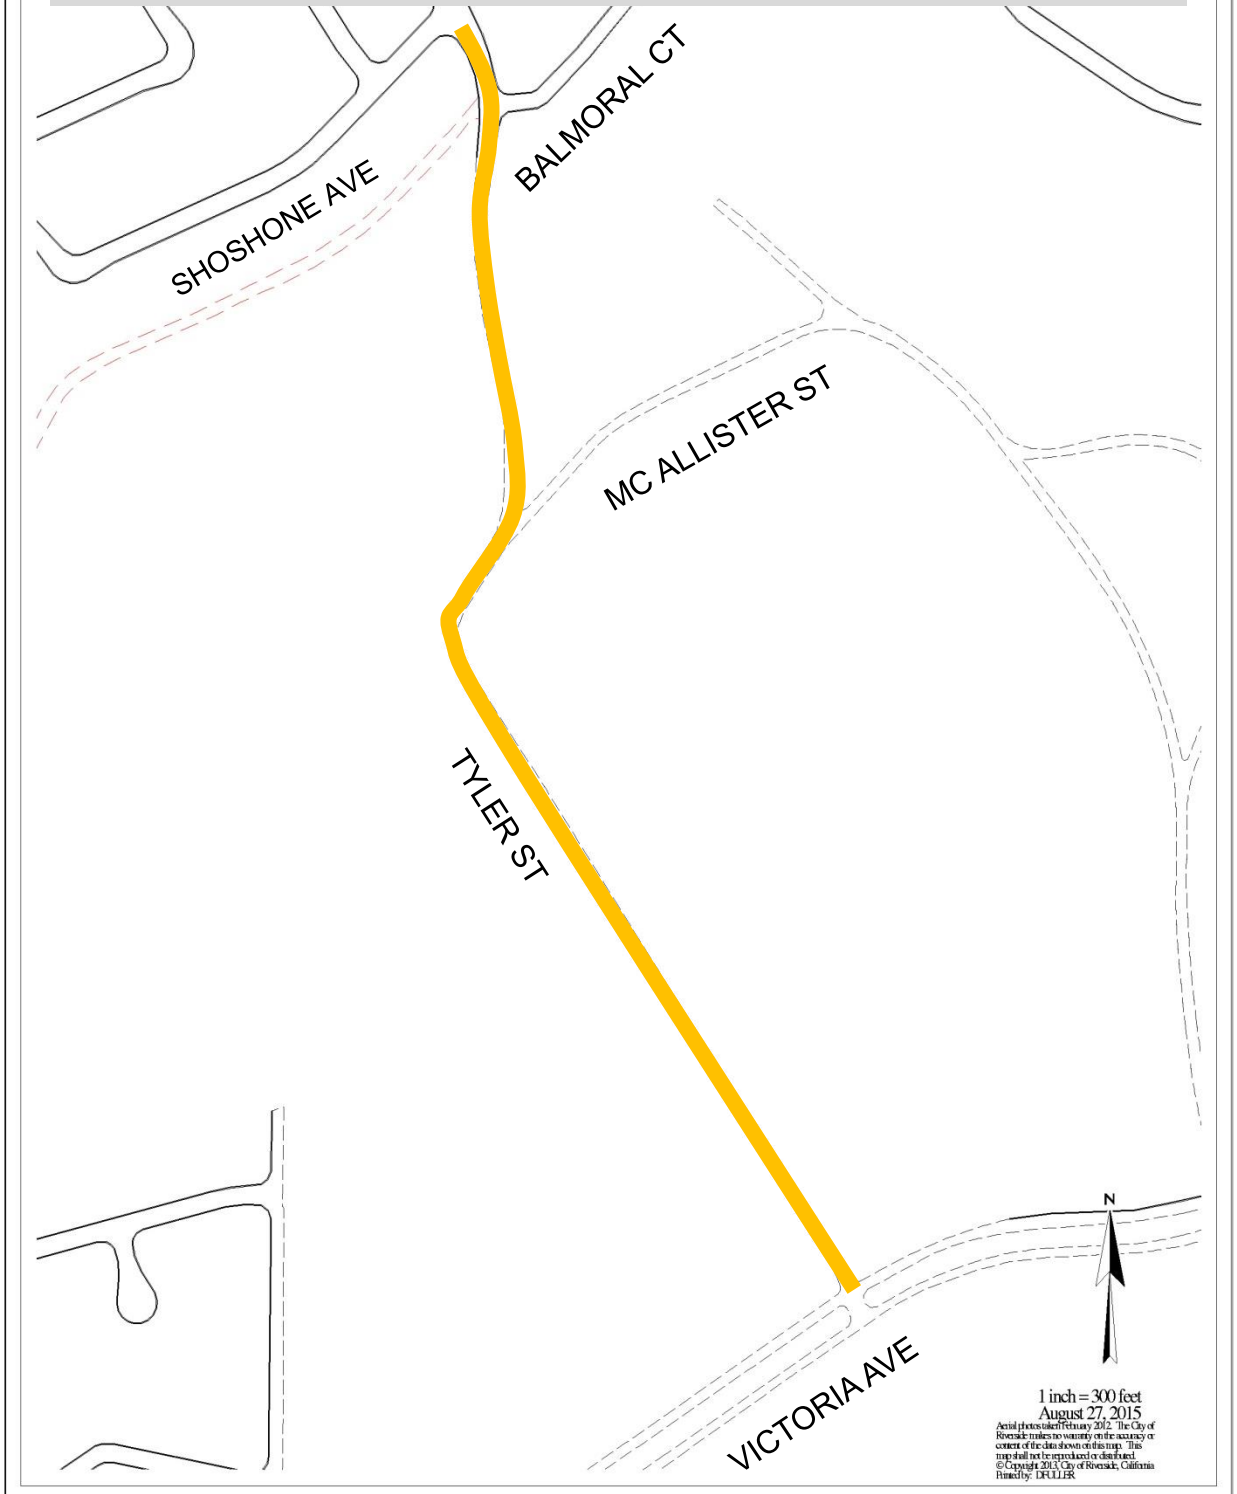 BALMORAL CT
SHOSHONE AVE
MC ALLISTER ST
TYLER ST
VICTORIA AVE
N
1 inch = 300 feet
August 27, 2015
Aerial photos taken February 2012. The City of
Riverside makes no warranty on the accuracy or
content of the data shown on this map. This
map shall not be reproduced or distributed.
© Copyright 2013, City of Riverside, California
Printed by: DFULLER